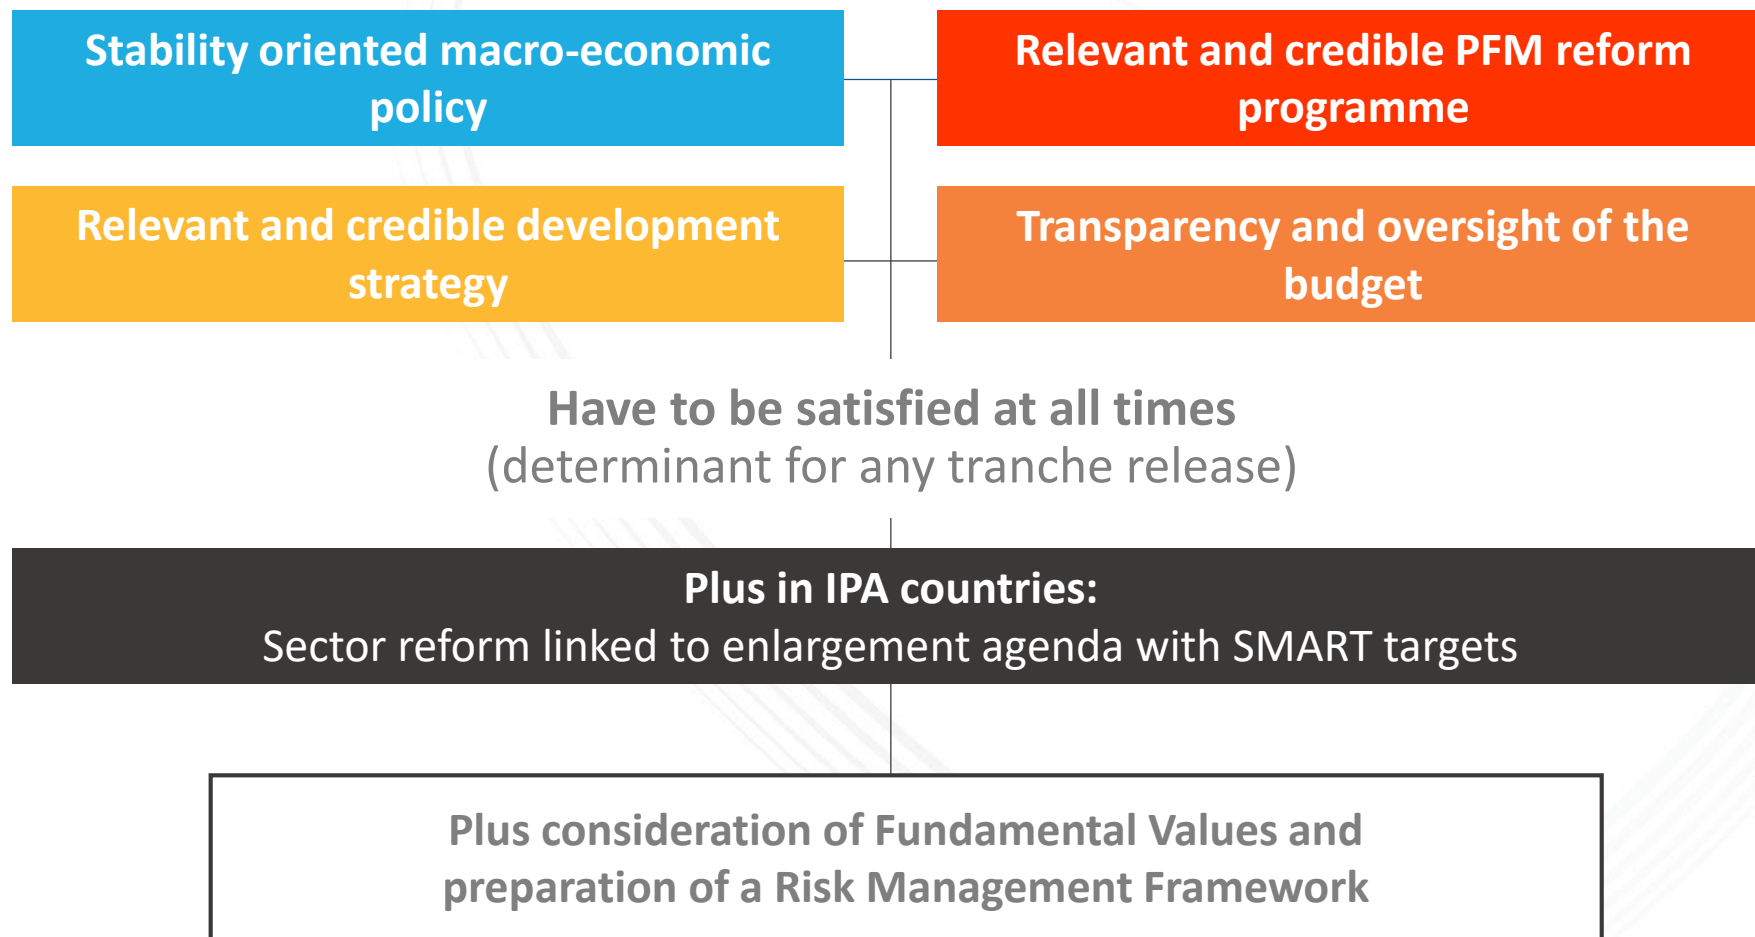 Stability oriented macro-economic
policy
Relevant and credible PFM reform
programme
Relevant and credible development
strategy
Transparency and oversight of the
budget
Have to be satisfied at all times
(determinant for any tranche release)
Plus in IPA countries:
Sector reform linked to enlargement agenda with SMART targets
Plus consideration of Fundamental Values and
preparation of a Risk Management Framework